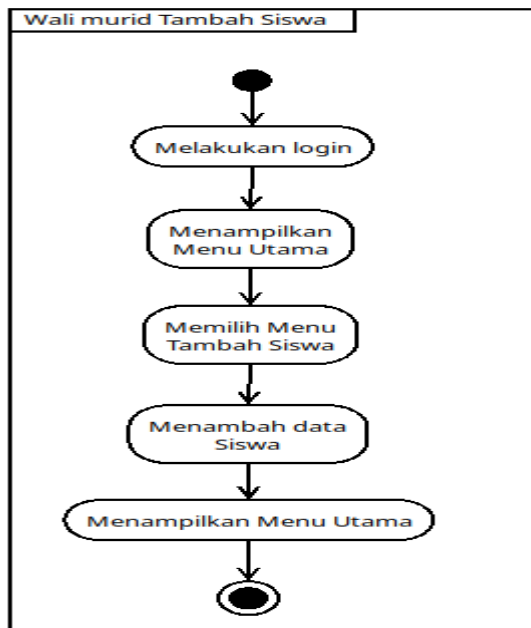 Wali murid Tambah Siswa
Melakukan login
Menampilkan
Menu Utama
Memilih Menu
Tambah Siswa
Menambah data
Siswa
Menampilkan Menu Utama